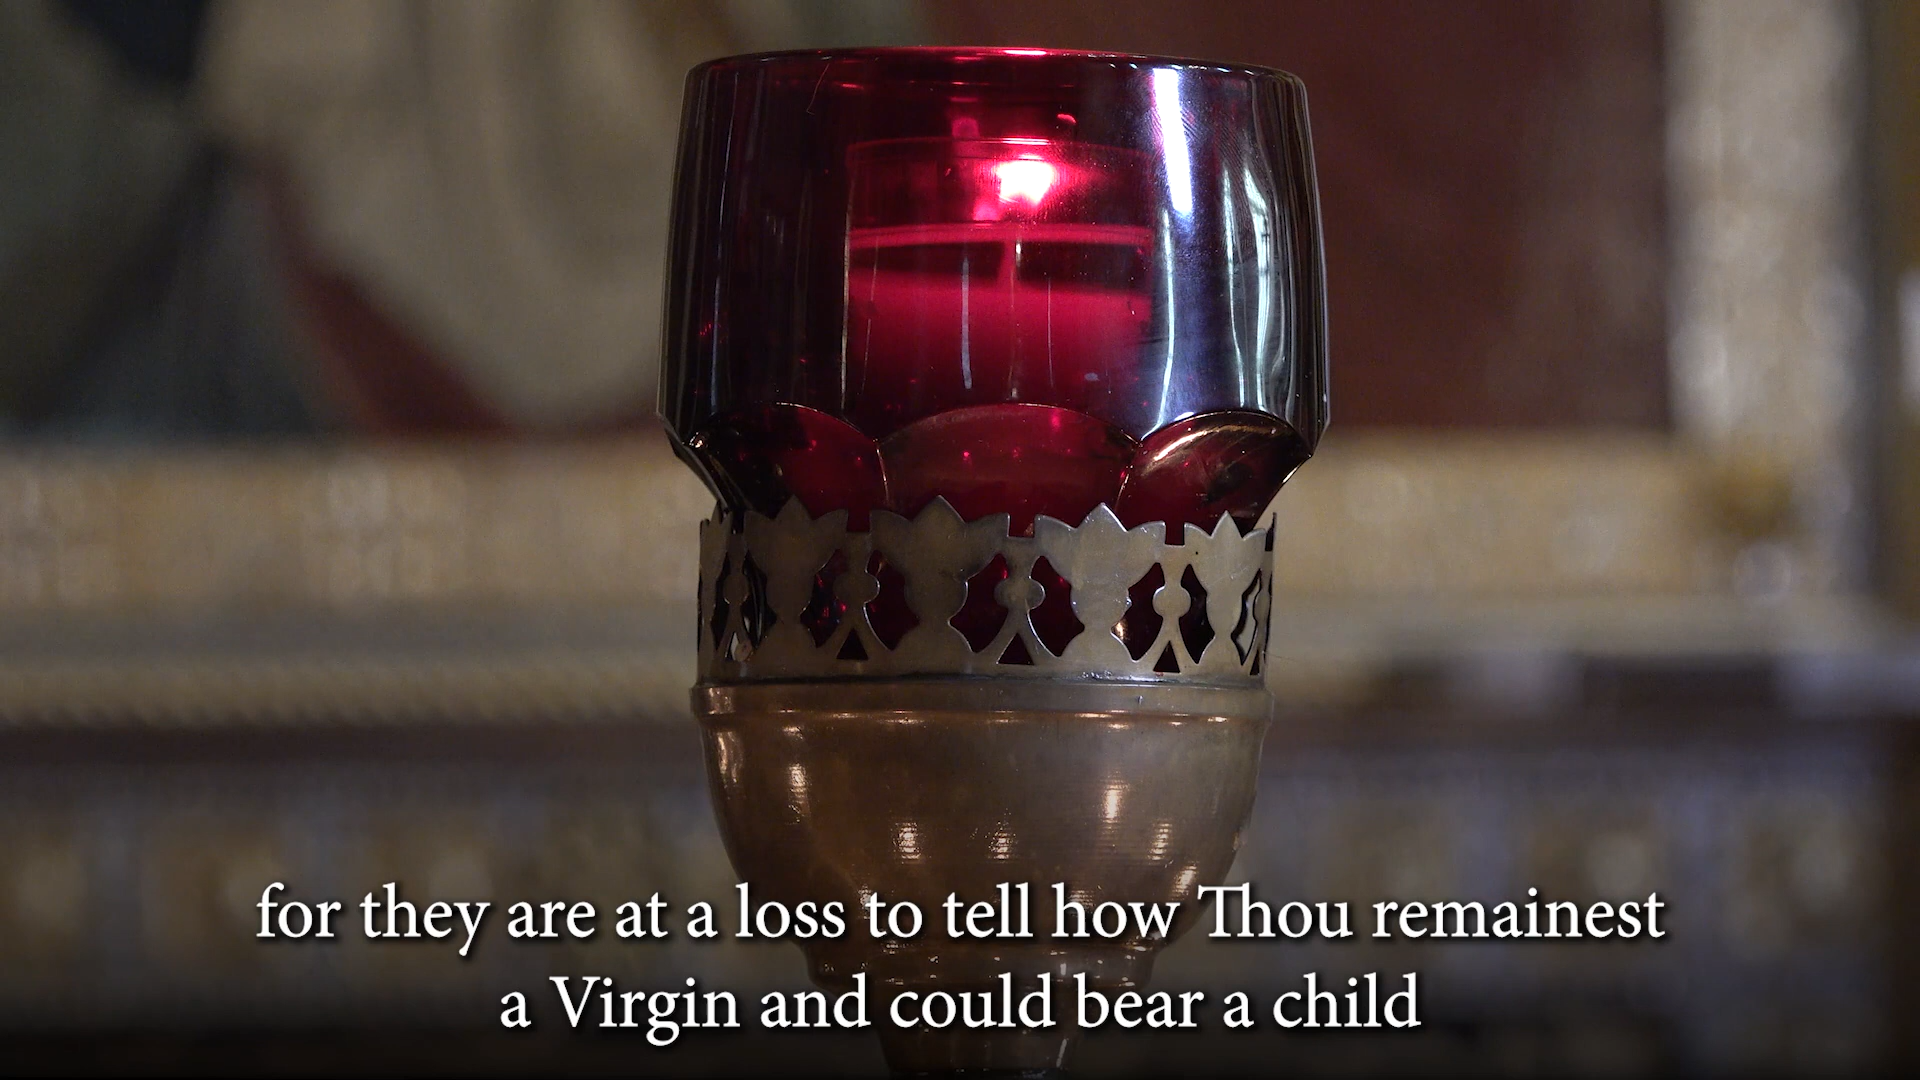 for they are at a loss to tell how Thou remainest
a Virgin and could bear a child